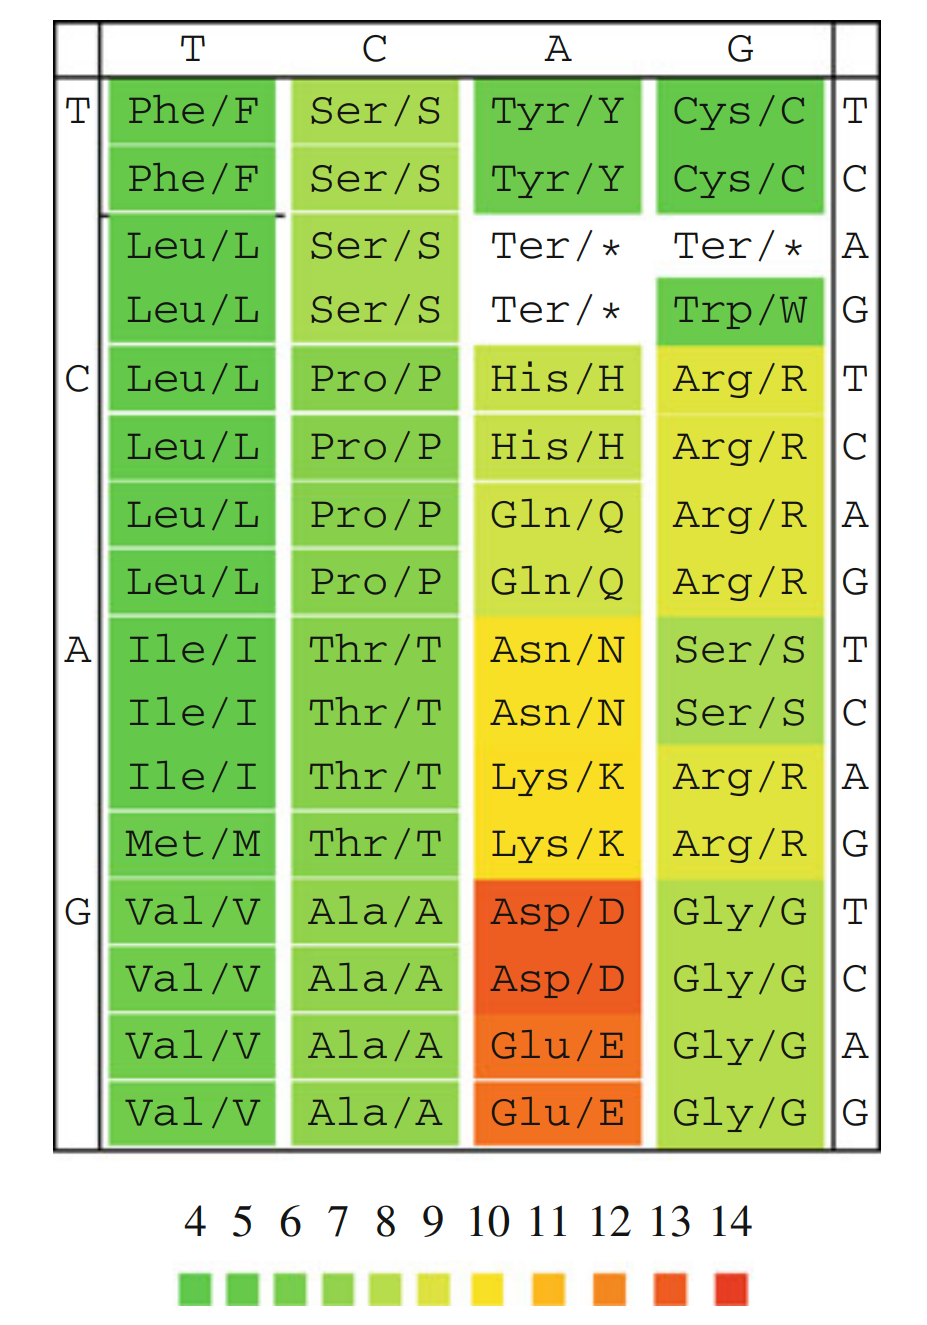 T C A G
T Phe/F Ser/S Tyr/Y Cys/C T
Phe/F Ser/S Tyr/Y Cys/C C
Leu/L Ser/S Ter/* Ter/* A
Leu/L Ser/S Ter/* Trp/W G
C Leu/L Pro/P His/H Arg/R T
Leu/L Pro/P His/H Arg/R C
Leu/L Pro/P Gln/Q Arg/R A
Leu/L Pro/P Gln/Q Arg/R G
A Ile/I Thr/T Asn/N Ser/S T
Ile/I Thr/T Asn/N Ser/S C
Ile/I Thr/T Lys/K Arg/R A
Met/M Thr/T Lys/K Arg/R G
G Val/V Ala/A Asp/D Gly/G T
Val/V Ala/A Asp/D Gly/G C
Val/V Ala/A Glu/E Gly/G A
Val/V Ala/A Glu/E Gly/G G
4 5 6 7 8 9 10 11 12 13 14